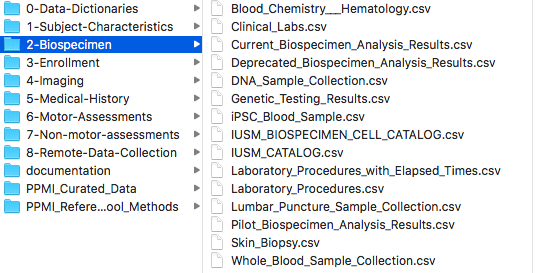 0-Data-Dictionaries
1-Subject-Characteristics
2-Biospecimen
3-Enrollment
4-Imaging
5-Medical-History
6-Motor-Assessments
7-Non-motor-assessments
8-Remote-Data-Collection
documentation
PPMI_Curated_Data
PPMI_Refere...ool_Methods
Blood_Chemistry___Hematology.csv
Clinical_Labs.csv
Current_Biospecimen_Analysis_Results.csv
Deprecated_Biospecimen_Analysis_Results.csv
DNA_Sample_Collection.csv
Genetic_Testing_Results.csv
iPSC_Blood_Sample.csv
IUSM_BIOSPECIMEN_CELL_CATALOG.csv
IUSM_CATALOG.csv
Laboratory_Procedures_with_Elapsed_Times.csv
Laboratory_Procedures.csv
Lumbar_Puncture_Sample_Collection.csv
Pilot_Biospecimen_Analysis_Results.csv
Skin_Biopsy.csv
Whole_Blood_Sample_Collection.csv